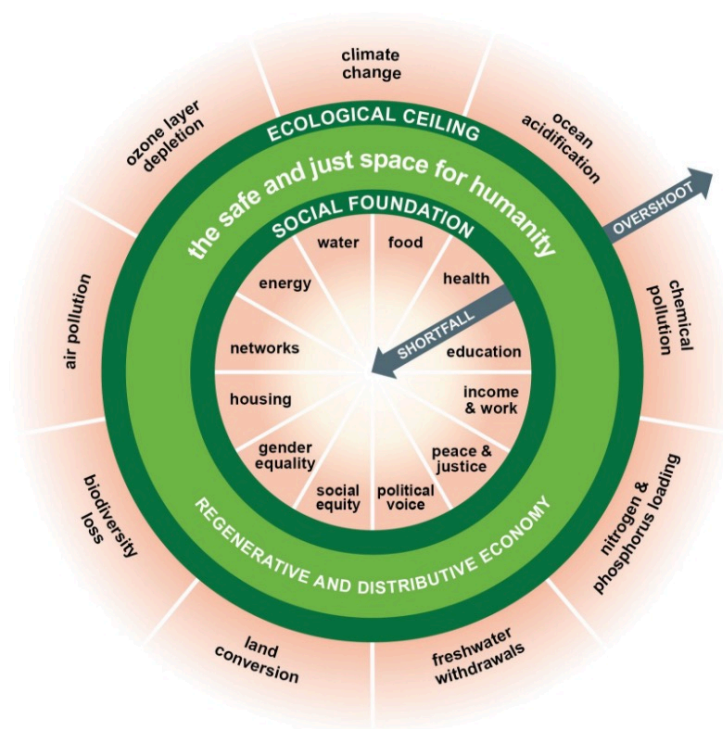 climate
change
ocean
acidification
chemical
pollution
nitrogen &
phosphorus loading
freshwater
withdrawals
land
conversion
biodiversity
loss
air pollution
ozone layer
depletion
OVERSHOOT
ECOLOGICAL CEILING
the safe and just space for humanity
REGENERATIVE AND DISTRIBUTIVE ECONOMY
SOCIAL FOUNDATION
SHORTFALL
water
food
health
education
income
& work
peace &
justice
political
voice
social
equity
gender
equality
housing
networks
energy